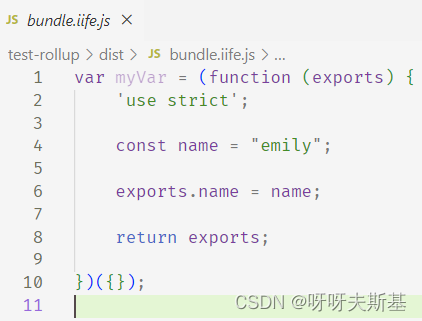 JS bundle.iife.js ×
test-rollup > dist > JS bundle.iife.js > ...
1 var myVar = (function (exports) {
2     'use strict';
3
4     const name = "emily";
5
6     exports.name = name;
7
8     return exports;
9
10 })({});
11
CSDN @呀呀夫斯基